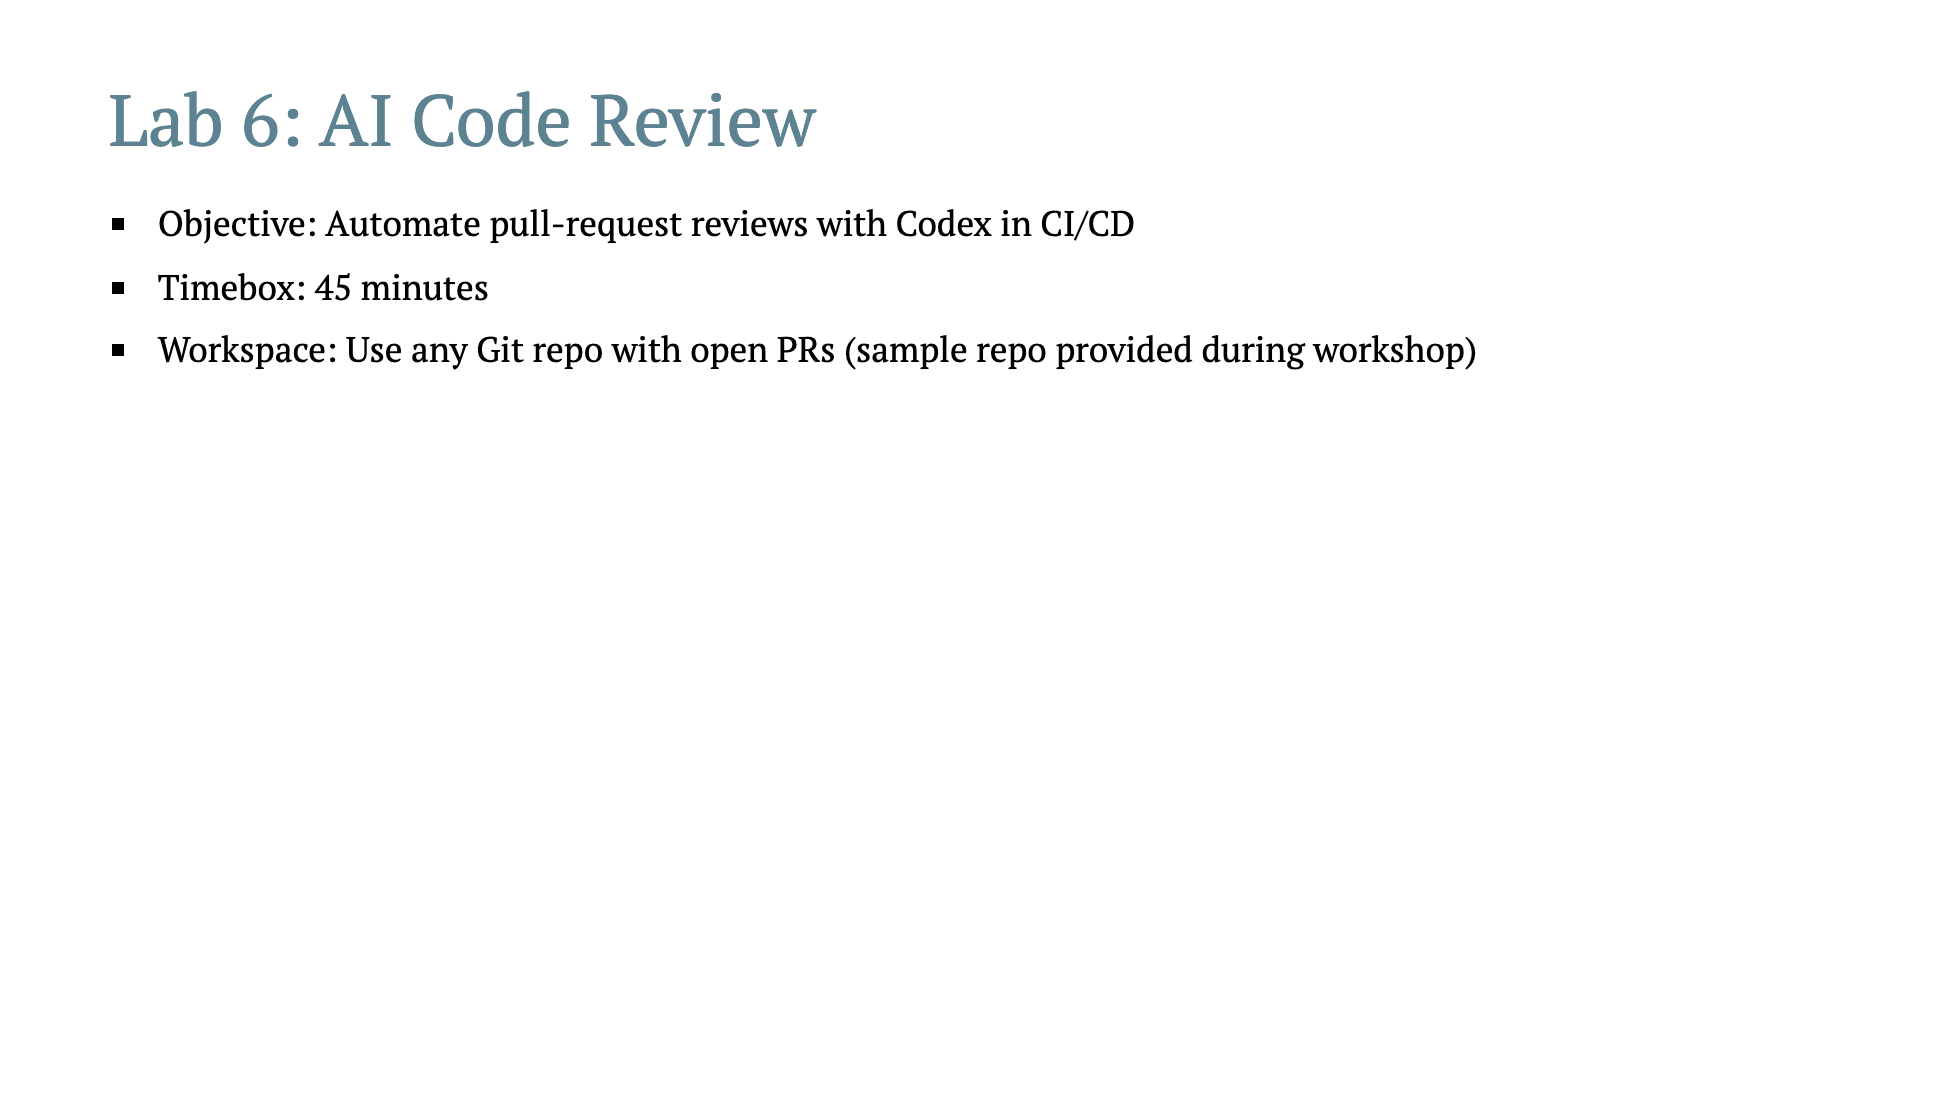 Lab 6: AI Code Review
▪ Objective: Automate pull-request reviews with Codex in CI/CD
▪ Timebox: 45 minutes
▪ Workspace: Use any Git repo with open PRs (sample repo provided during workshop)